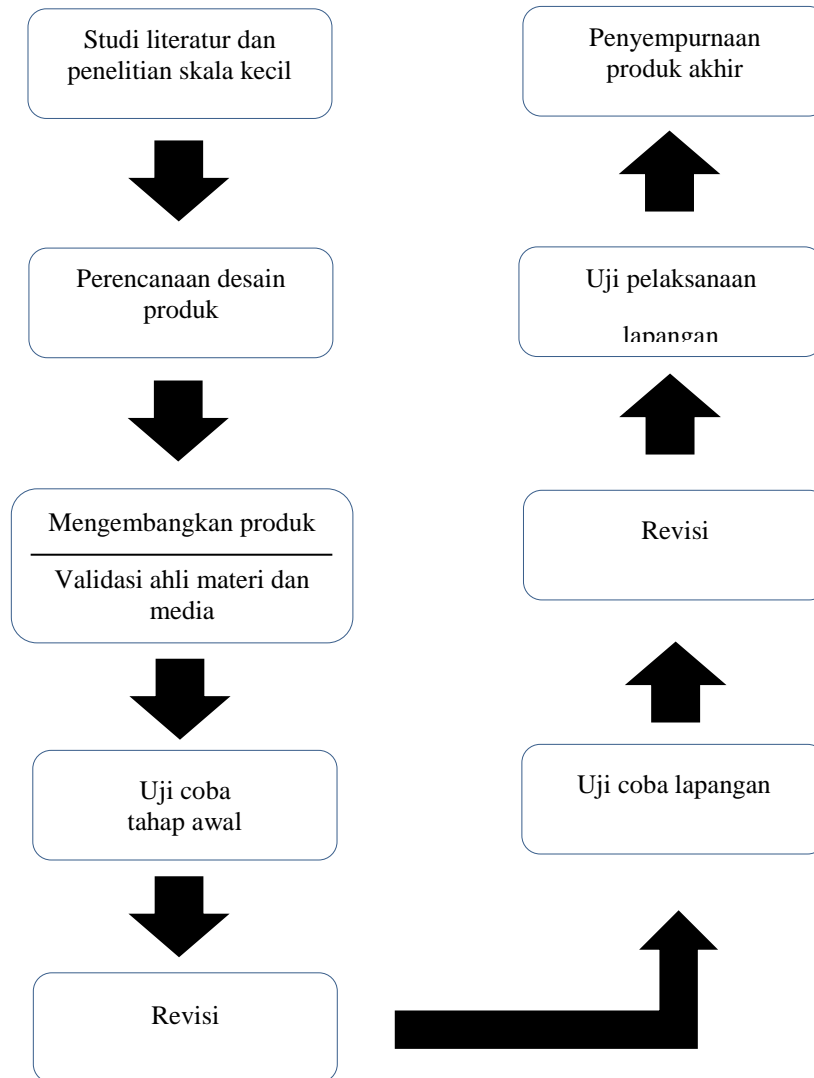 Studi literatur dan
penelitian skala kecil
Perencanaan desain
produk
Mengembangkan produk
Validasi ahli materi dan
media
Uji coba
tahap awal
Revisi
Uji coba lapangan
Revisi
Uji pelaksanaan
lapangan
Penyempurnaan
produk akhir